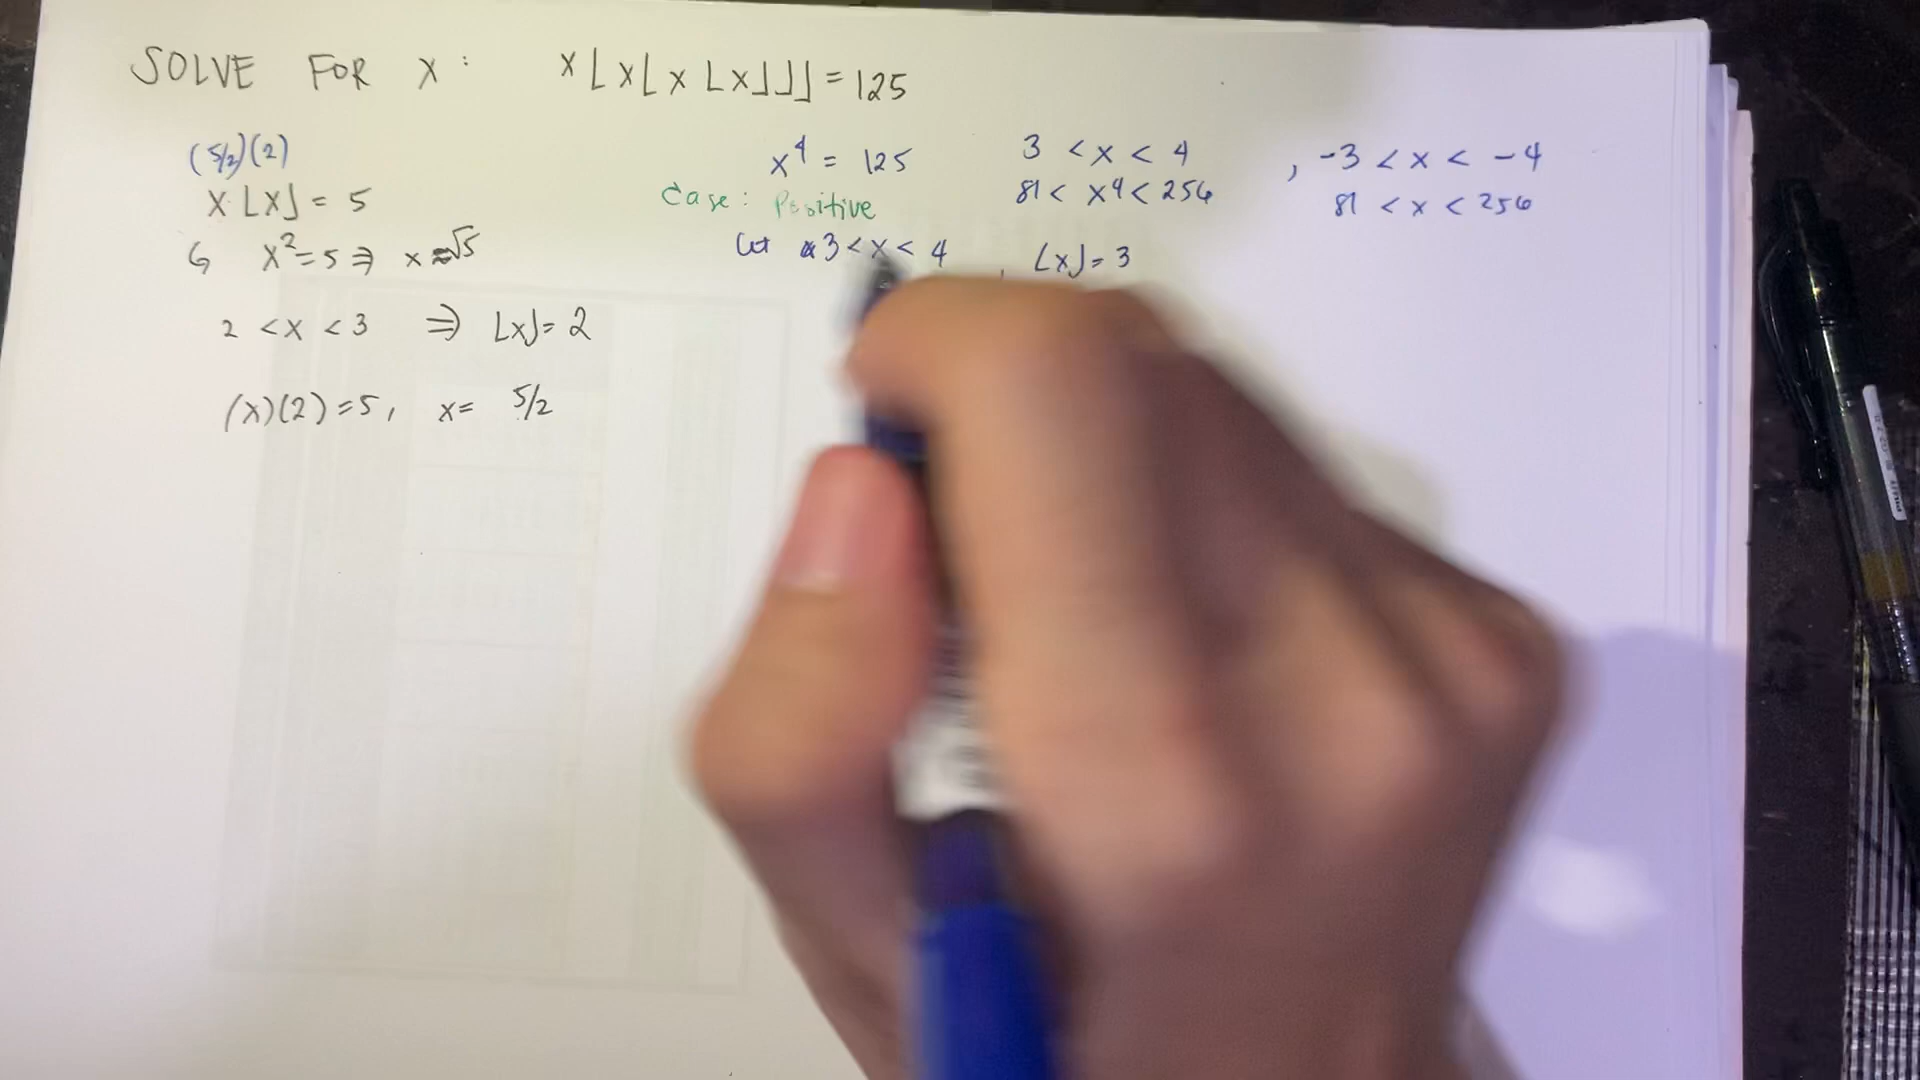 SOLVE FOR X : x⌊x⌊x⌊x⌋⌋⌋ = 125
(5/2)(2)
x⌊x⌋ = 5
x² = 5 ⇒ x = √5
2 < x < 3 ⇒ ⌊x⌋ = 2
(x)(2) = 5, x = 5/2
x⁴ = 125
3 < x < 4 , -3 < x < -4
81 < x⁴ < 256
81 < x < 256
Case: Positive
let 3 < x < 4 , ⌊x⌋ = 3